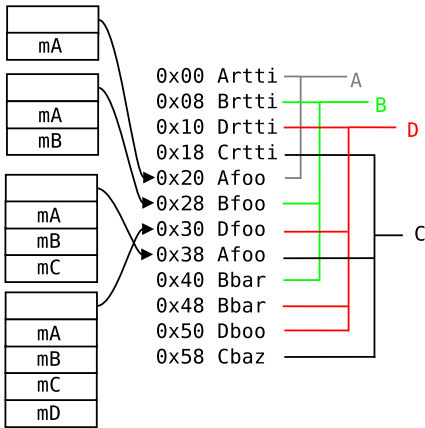 mA
mA
mB
mA
mB
mC
mA
mB
mC
mD
0x00 Artti
0x08 Brtti
0x10 Drtti
0x18 Crtti
0x20 Afoo
0x28 Bfoo
0x30 Dfoo
0x38 Afoo
0x40 Bbar
0x48 Bbar
0x50 Dboo
0x58 Cbaz
A
B
D
C